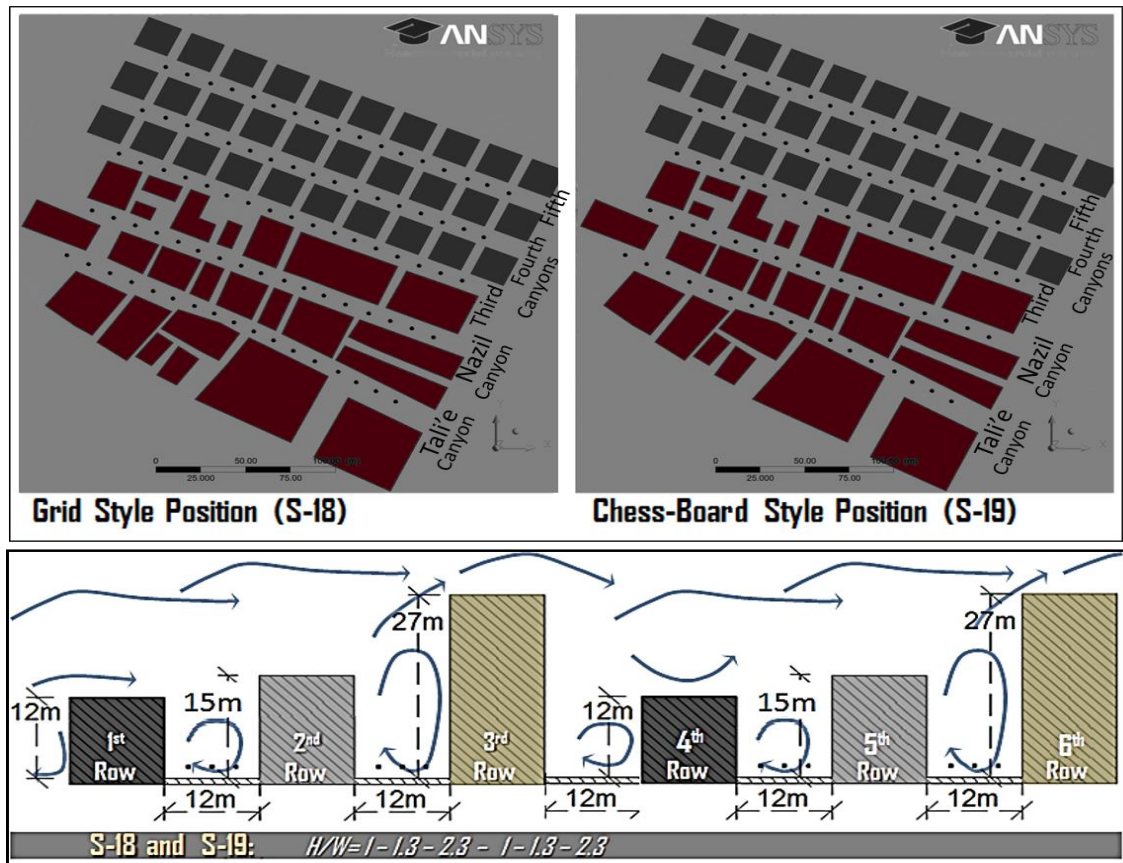 ANSYS
ANSYS
Fifth
Fourth
Canyons
Third
Nazil
Canyon
Tali'e
Canyon
Fifth
Fourth
Canyons
Third
Nazil
Canyon
Tali'e
Canyon
0 50.00 100.00 (m)
25.000 75.00
0 50.00 100.00 (m)
25.000 75.00
X
X
Grid Style Position (S-18)
Chess-Board Style Position (S-19)
27m
27m
15m
15m
12m
12m
1st
Row
2nd
Row
3rd
Row
4th
Row
5th
Row
6th
Row
12m
12m
12m
12m
12m
S-18 and S-19: H/W= 1 - 1.3 - 2.3 - 1 - 1.3 - 2.3